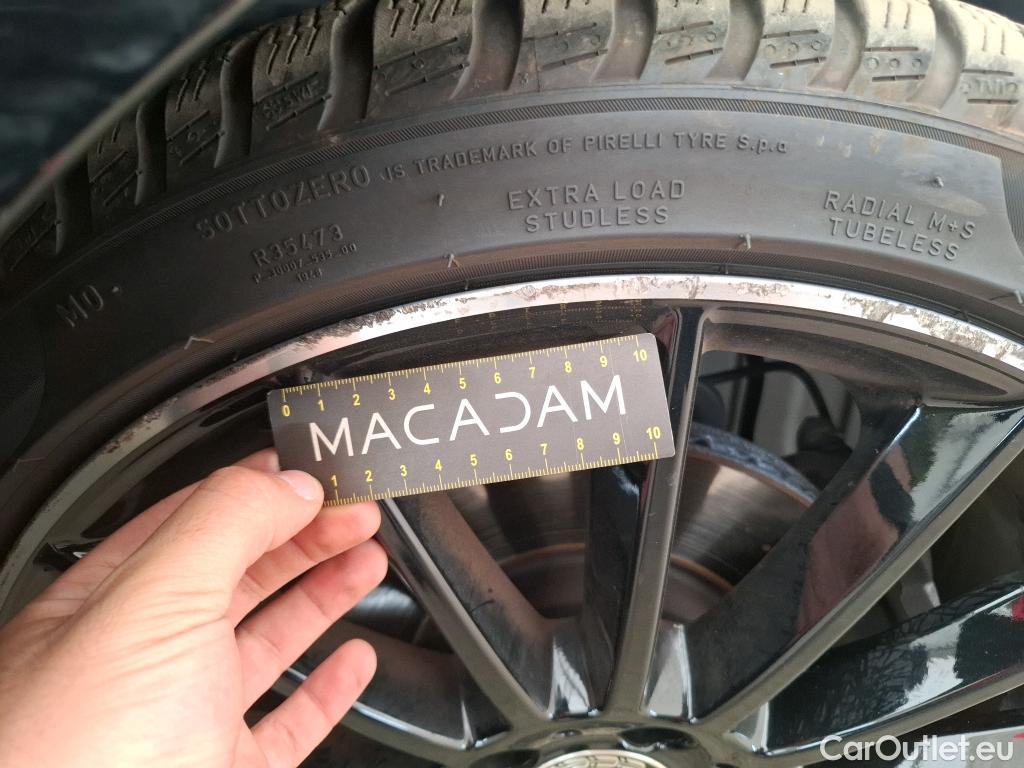 SOTTOZERO IS TRADEMARK OF PIRELLI TYRE S.p.a
EXTRA LOAD
STUDLESS
RADIAL M+S
TUBELESS
R35473
MO
0 1 2 3 4 5 6 7 8 9 10
MACADAM
1 2 3 4 5 6 7 8 9 10
CarOutlet.eu